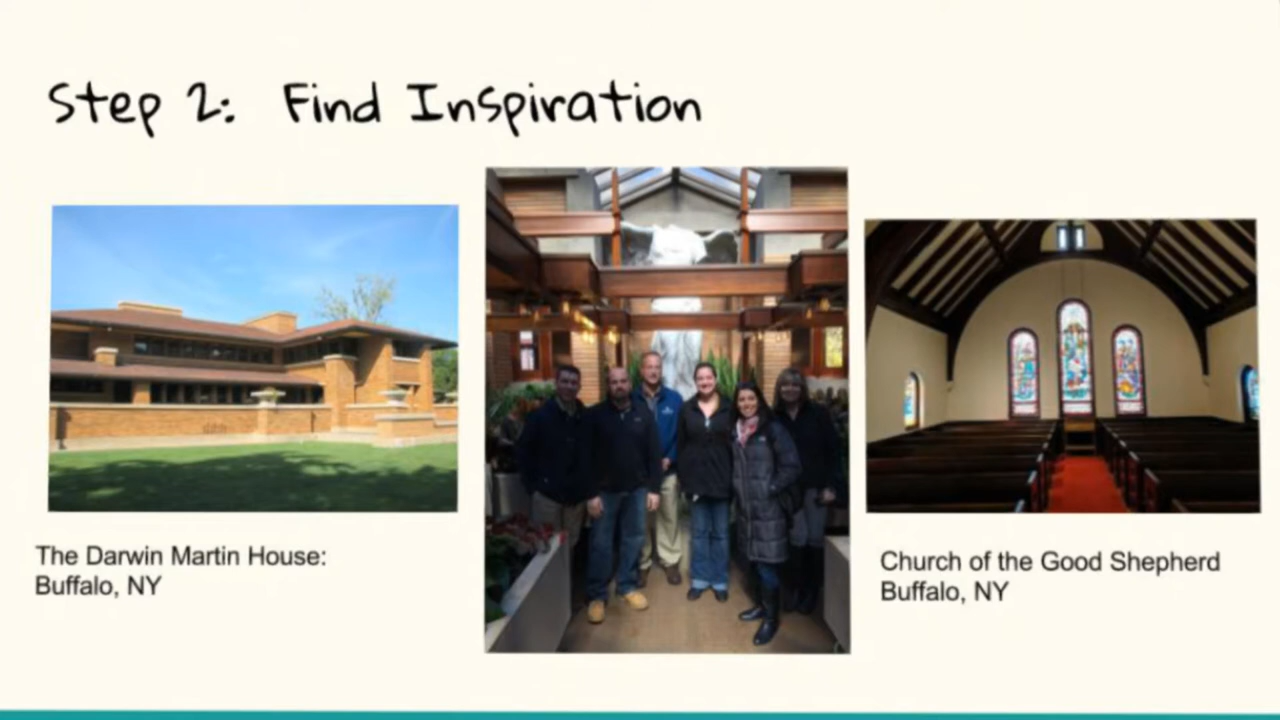 Step 2: Find Inspiration
The Darwin Martin House:
Buffalo, NY
Church of the Good Shepherd
Buffalo, NY